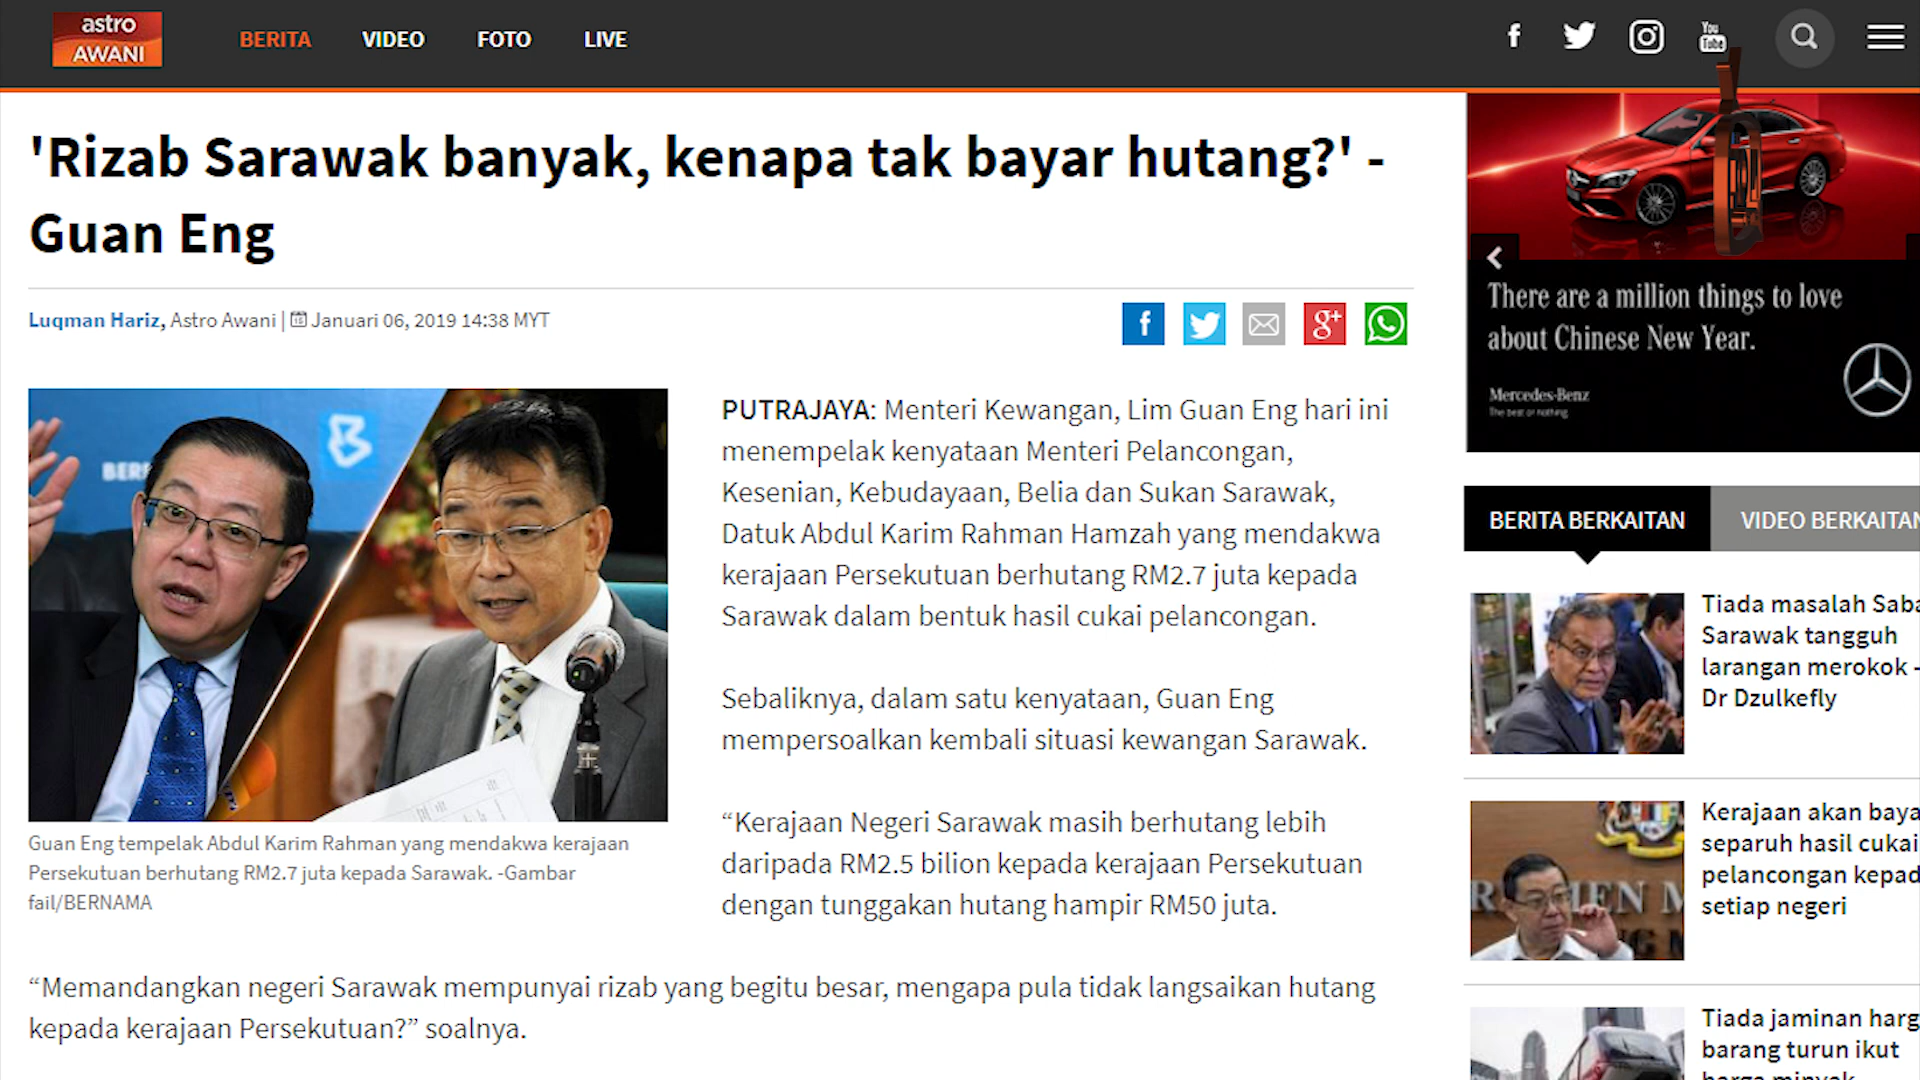 astro
AWANI
BERITA
VIDEO
FOTO
LIVE
You
Tube
'Rizab Sarawak banyak, kenapa tak bayar hutang?' -
Guan Eng
Luqman Hariz, Astro Awani | Januari 06, 2019 14:38 MYT
PUTRAJAYA: Menteri Kewangan, Lim Guan Eng hari ini
menempelak kenyataan Menteri Pelancongan,
Kesenian, Kebudayaan, Belia dan Sukan Sarawak,
Datuk Abdul Karim Rahman Hamzah yang mendakwa
kerajaan Persekutuan berhutang RM2.7 juta kepada
Sarawak dalam bentuk hasil cukai pelancongan.
Sebaliknya, dalam satu kenyataan, Guan Eng
mempersoalkan kembali situasi kewangan Sarawak.
“Kerajaan Negeri Sarawak masih berhutang lebih
daripada RM2.5 bilion kepada kerajaan Persekutuan
dengan tunggakan hutang hampir RM50 juta.
Guan Eng tempelak Abdul Karim Rahman yang mendakwa kerajaan
Persekutuan berhutang RM2.7 juta kepada Sarawak. -Gambar
fail/BERNAMA
“Memandangkan negeri Sarawak mempunyai rizab yang begitu besar, mengapa pula tidak langsaikan hutang
kepada kerajaan Persekutuan?” soalnya.
There are a million things to love
about Chinese New Year.
Mercedes-Benz
The best or nothing.
BERITA BERKAITAN
VIDEO BERKAITAN
Tiada masalah Saba
Sarawak tangguh
larangan merokok -
Dr Dzulkefly
Kerajaan akan baya
separuh hasil cukai
pelancongan kepad
setiap negeri
Tiada jaminan harg
barang turun ikut
harga minyak